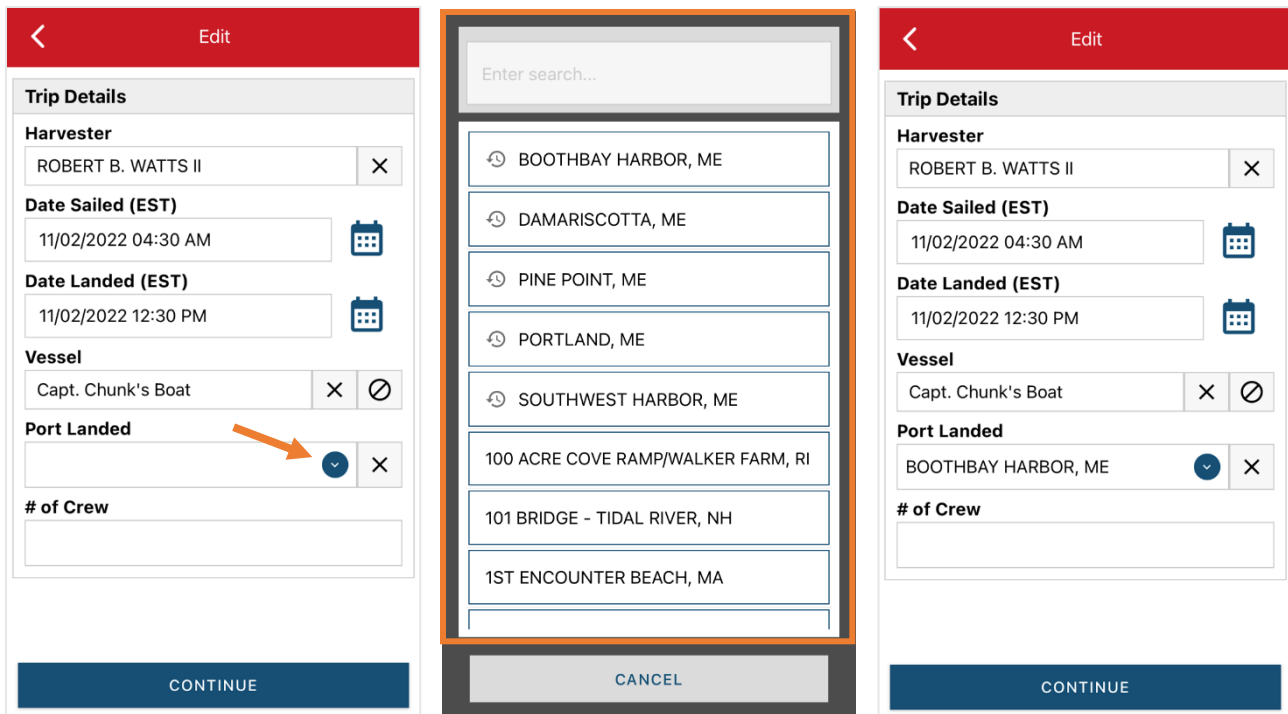 Edit
Trip Details
Harvester
ROBERT B. WATTS II
Date Sailed (EST)
11/02/2022 04:30 AM
Date Landed (EST)
11/02/2022 12:30 PM
Vessel
Capt. Chunk's Boat
Port Landed
# of Crew
CONTINUE
Enter search...
BOOTHBAY HARBOR, ME
DAMARISCOTTA, ME
PINE POINT, ME
PORTLAND, ME
SOUTHWEST HARBOR, ME
100 ACRE COVE RAMP/WALKER FARM, RI
101 BRIDGE - TIDAL RIVER, NH
1ST ENCOUNTER BEACH, MA
CANCEL
Edit
Trip Details
Harvester
ROBERT B. WATTS II
Date Sailed (EST)
11/02/2022 04:30 AM
Date Landed (EST)
11/02/2022 12:30 PM
Vessel
Capt. Chunk's Boat
Port Landed
BOOTHBAY HARBOR, ME
# of Crew
CONTINUE